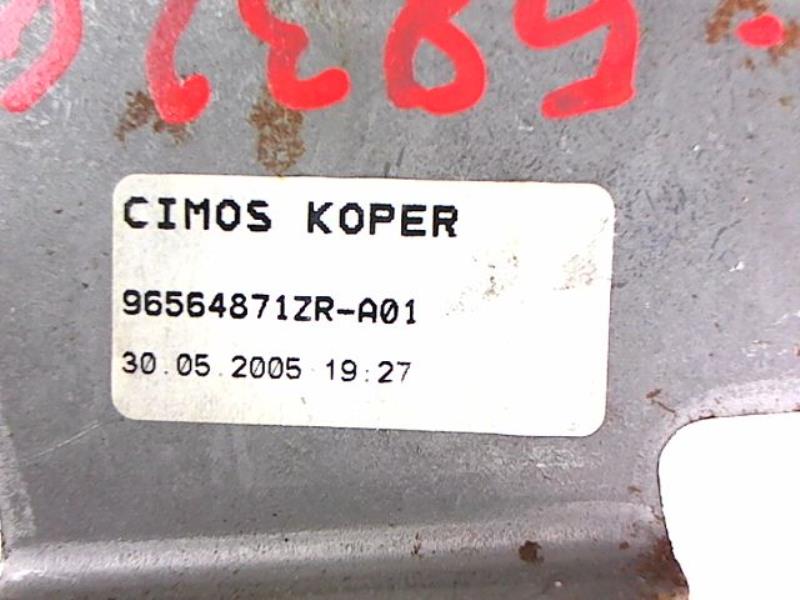 CIMOS KOPER
96564871ZR-A01
30.05.2005 19:27